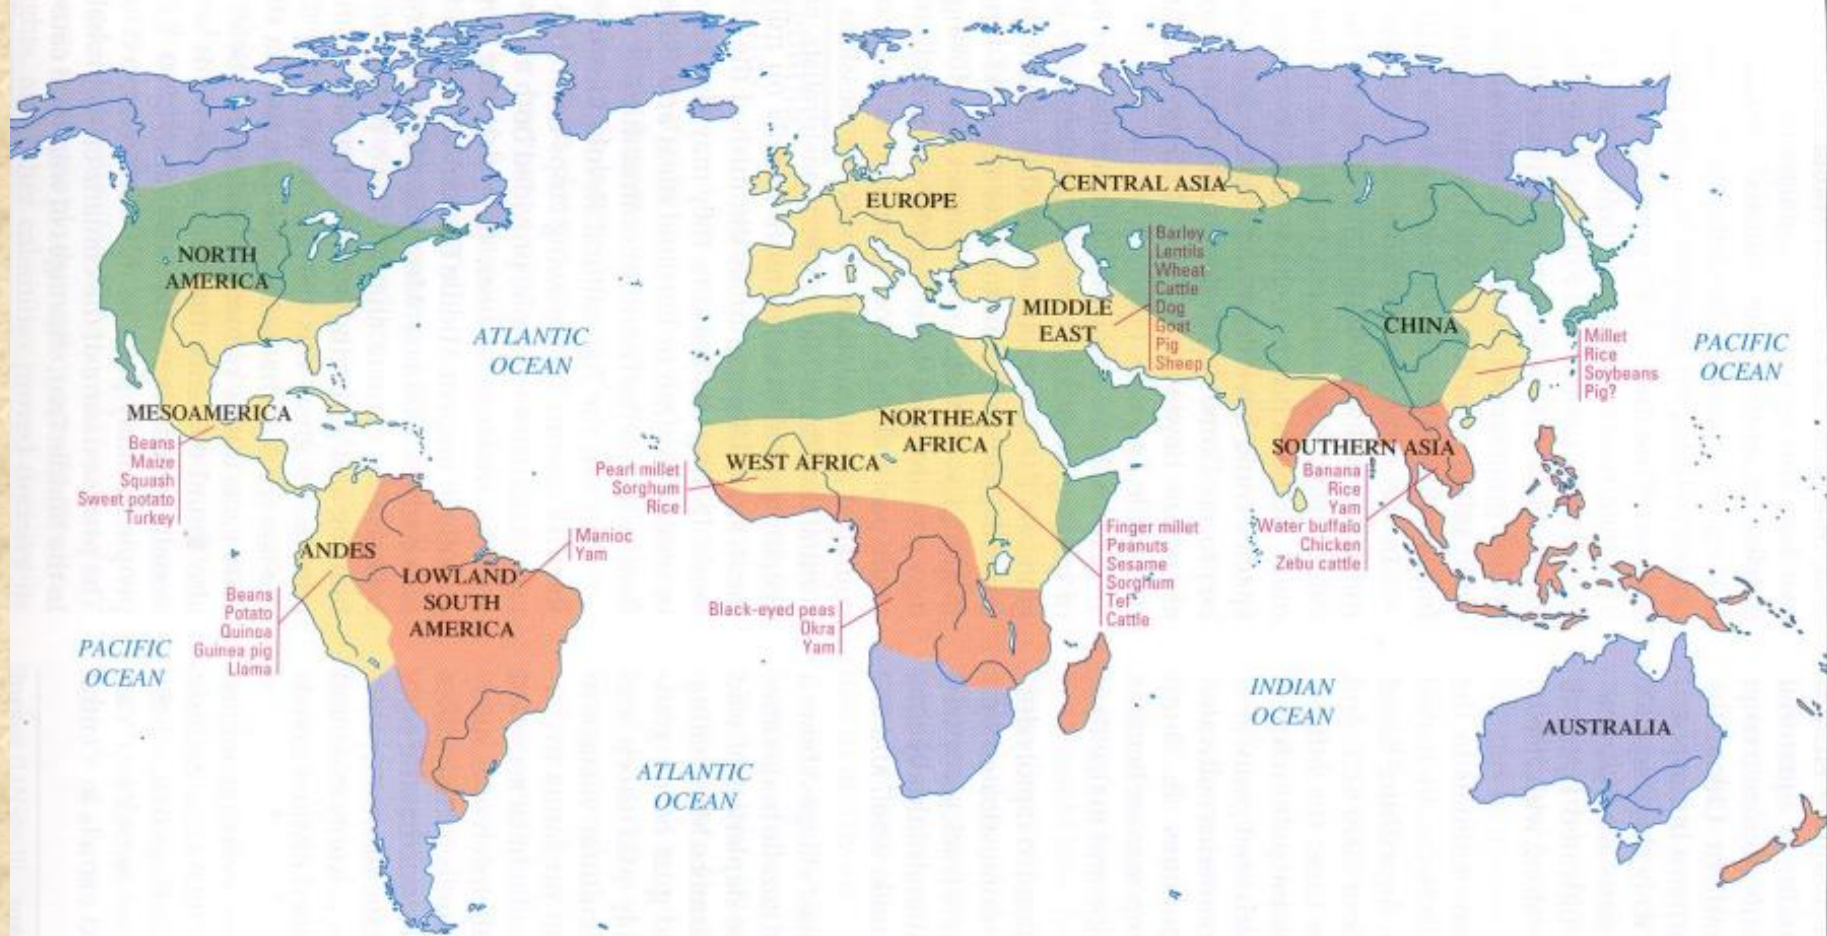 EUROPE
CENTRAL ASIA
NORTH
AMERICA
Barley
Lentils
Wheat
Cattle
Dog
Goat
Pig
Sheep
MIDDLE
EAST
CHINA
Millet
Rice
Soybeans
Pig?
ATLANTIC
OCEAN
PACIFIC
OCEAN
MESOAMERICA
Beans
Maize
Squash
Sweet potato
Turkey
NORTHEAST
AFRICA
WEST AFRICA
Pearl millet
Sorghum
Rice
SOUTHERN ASIA
Banana
Rice
Yam
Water buffalo
Chicken
Zebu cattle
Finger millet
Peanuts
Sesame
Sorghum
Tef
Cattle
Manioc
Yam
ANDES
LOWLAND
SOUTH
AMERICA
Beans
Potato
Quinoa
Guinea pig
Llama
Black-eyed peas
Okra
Yam
PACIFIC
OCEAN
INDIAN
OCEAN
AUSTRALIA
ATLANTIC
OCEAN